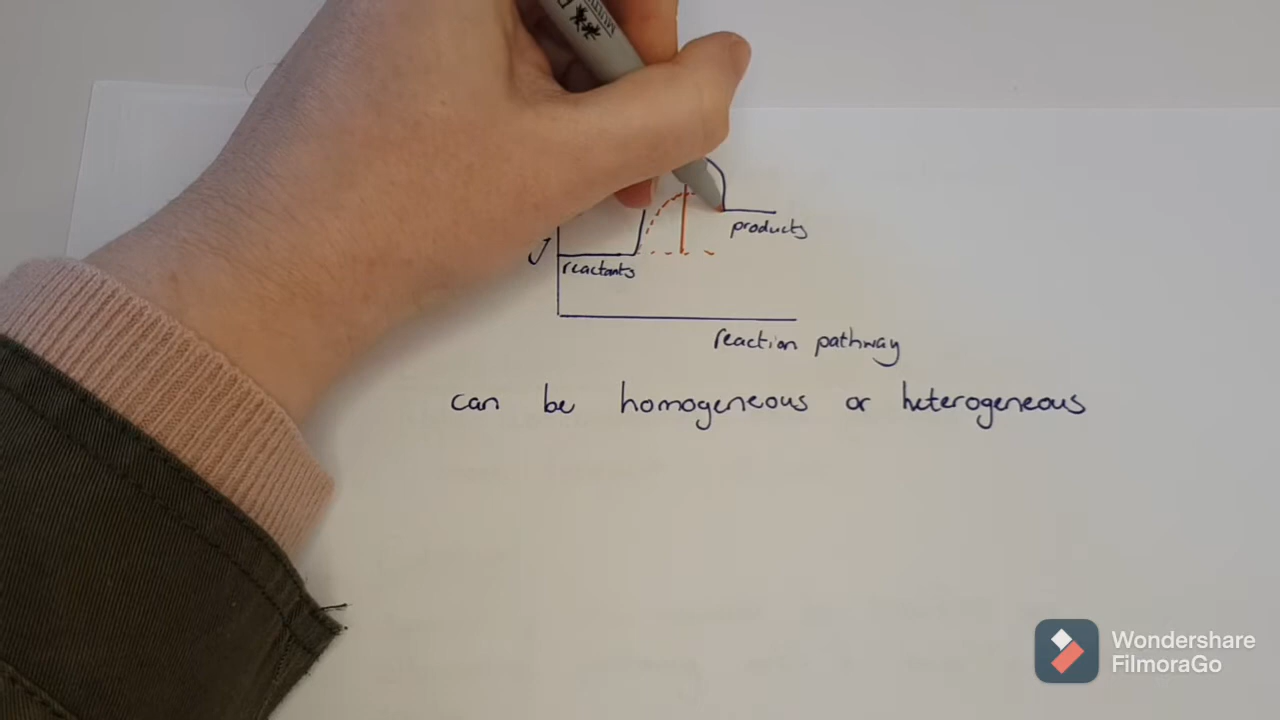 products
reactants
reaction pathway
can be homogeneous or heterogeneous
Wondershare
FilmoraGo